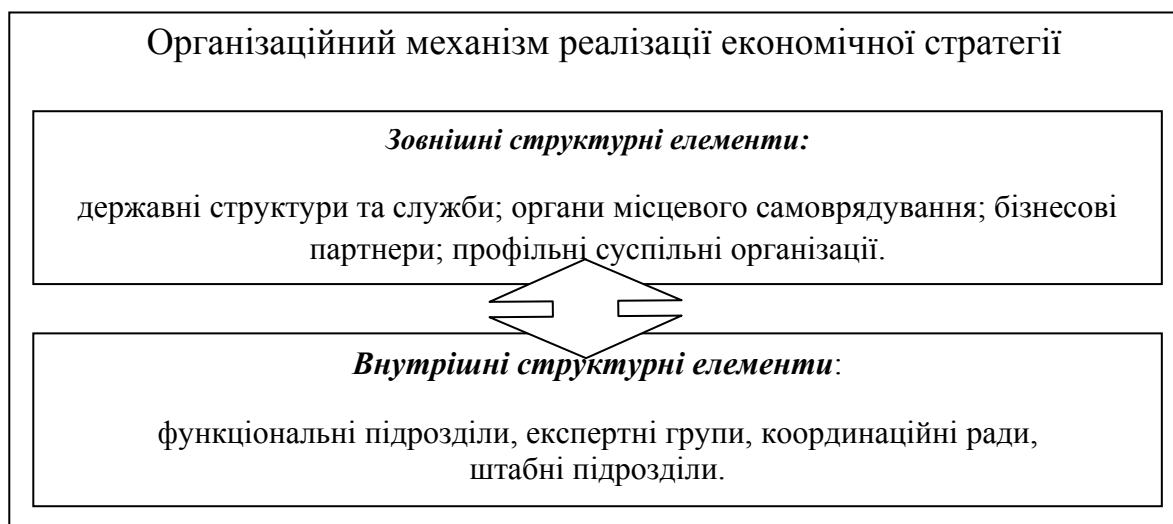 Організаційний механізм реалізації економічної стратегії
Зовнішні структурні елементи:
державні структури та служби; органи місцевого самоврядування; бізнесові
партнери; профільні суспільні організації.
Внутрішні структурні елементи:
функціональні підрозділи, експертні групи, координаційні ради,
штабні підрозділи.